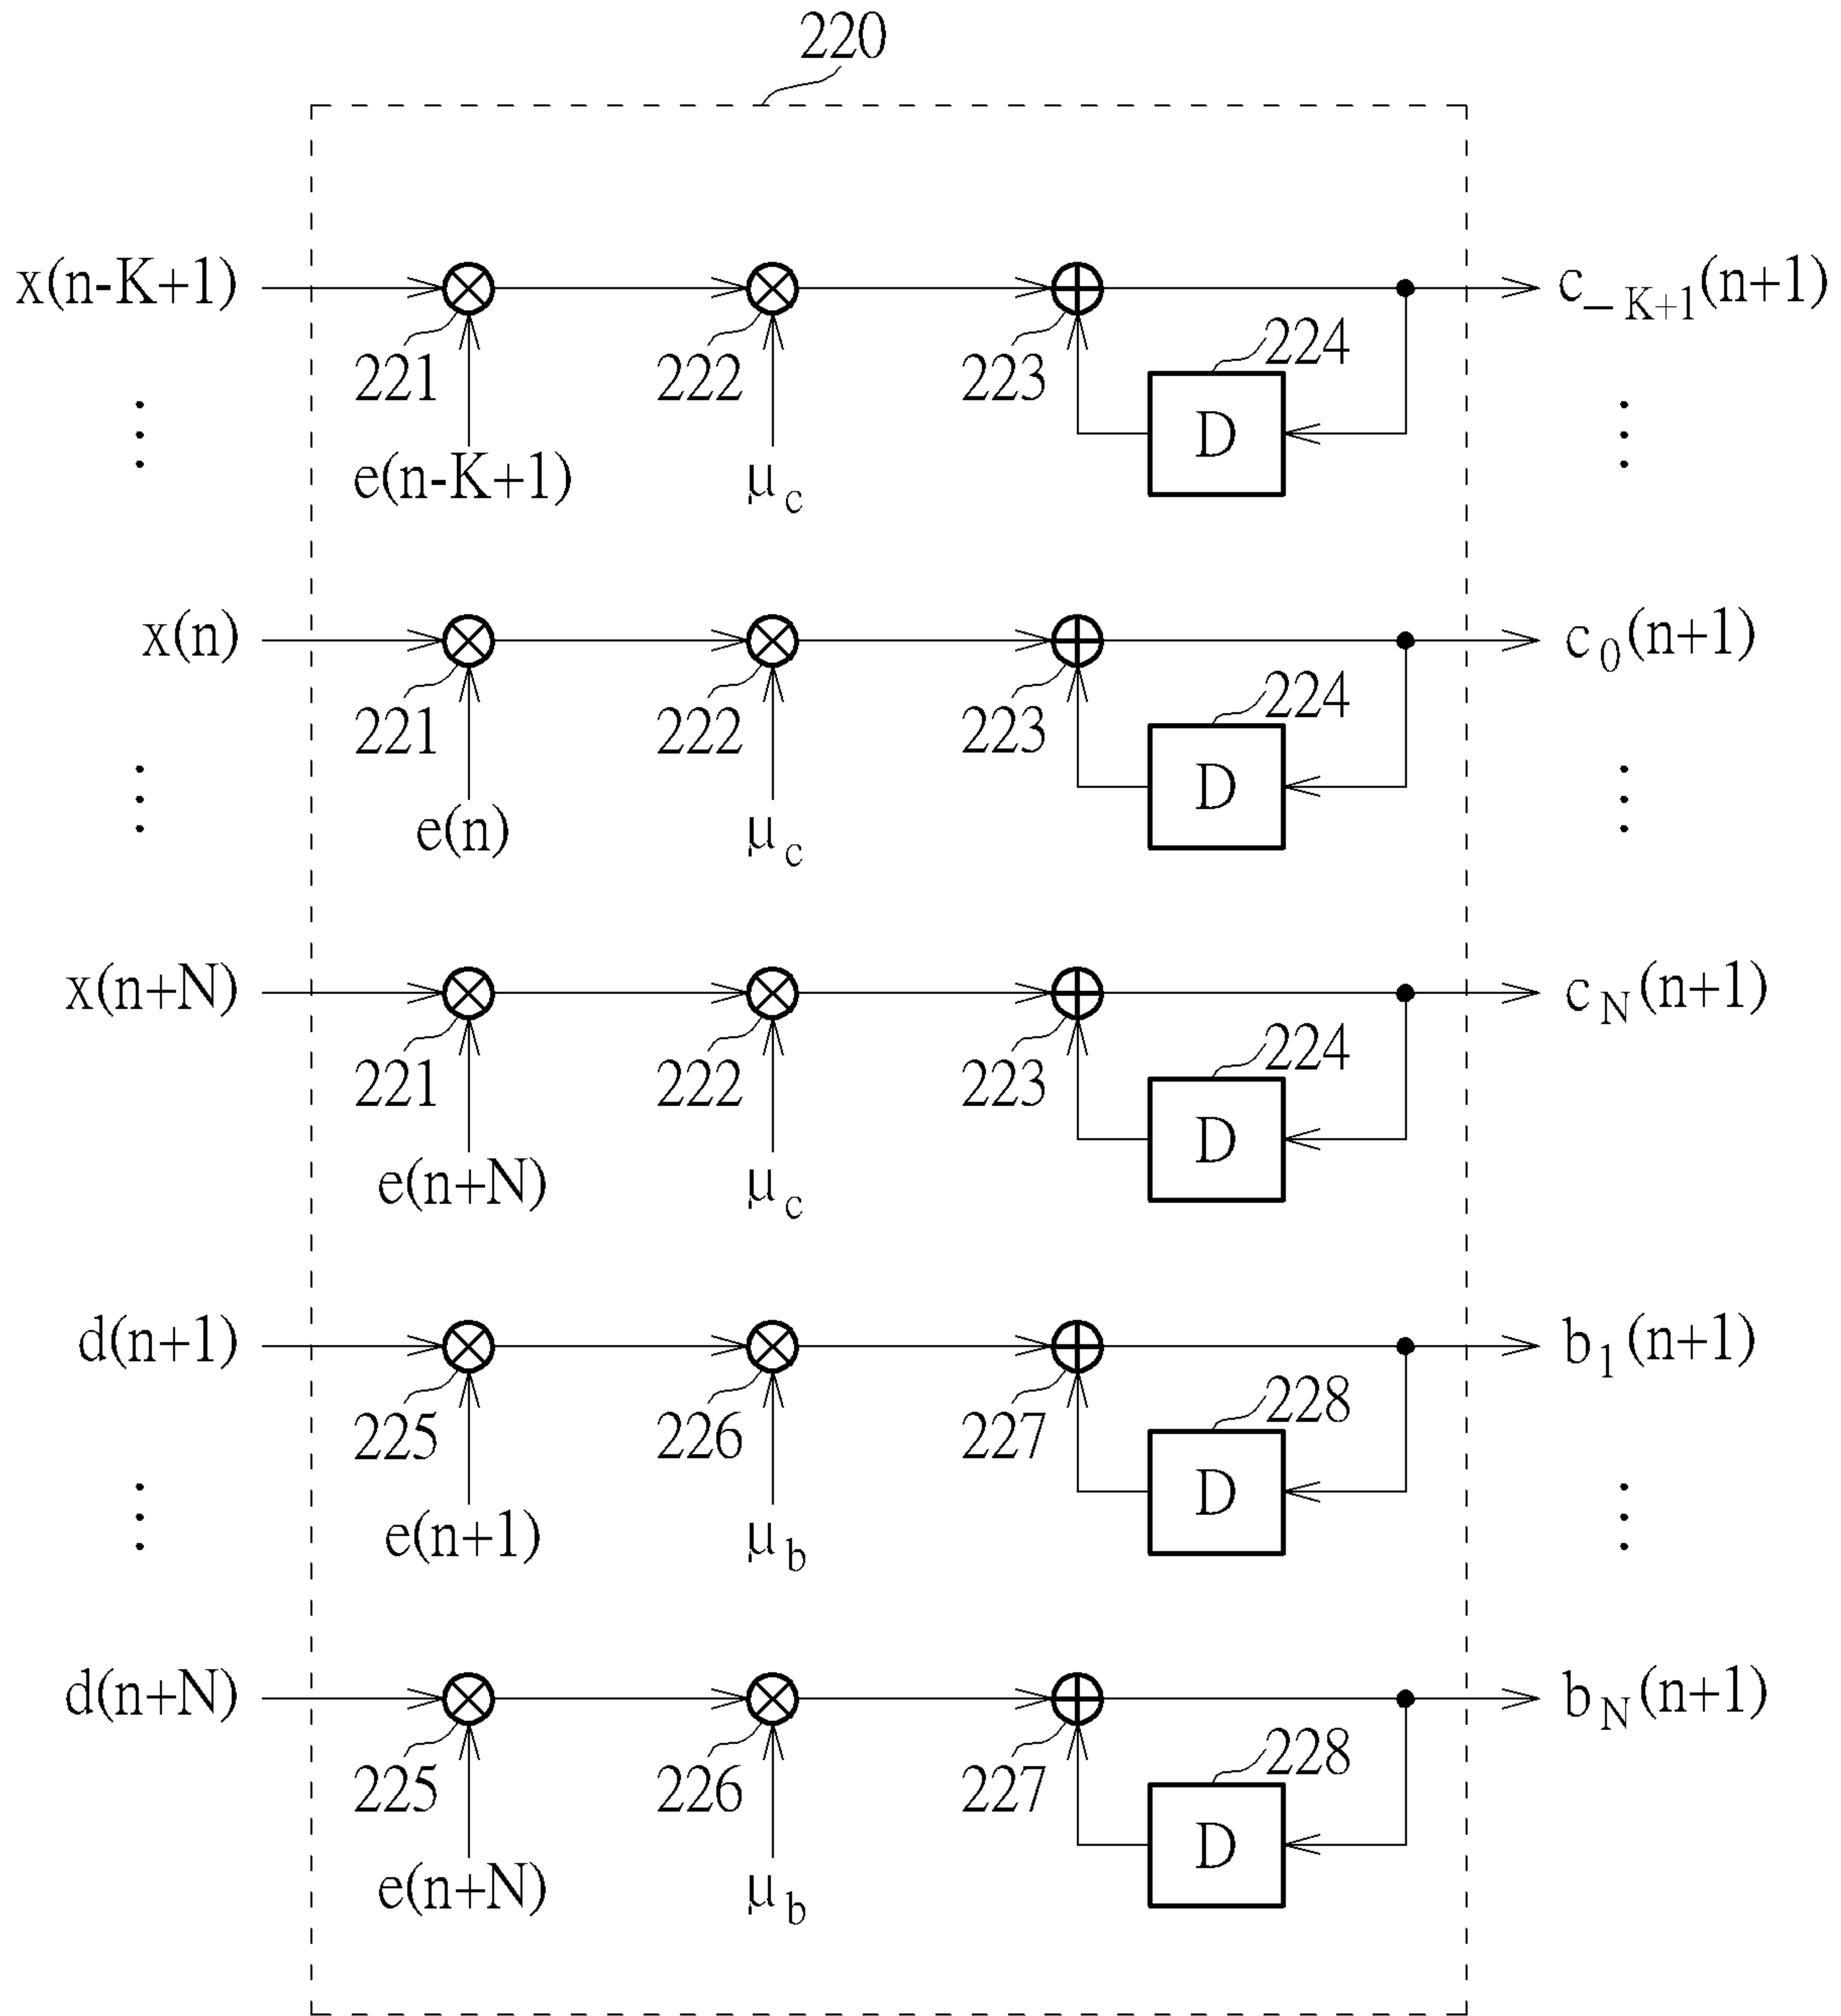 220
x(n-K+1)
c₋K+1(n+1)
221
222
223
224
D
e(n-K+1)
μc
⋮
⋮
x(n)
c0(n+1)
221
222
223
224
D
e(n)
μc
⋮
⋮
x(n+N)
cN(n+1)
221
222
223
224
D
e(n+N)
μc
d(n+1)
b1(n+1)
225
226
227
228
D
e(n+1)
μb
⋮
⋮
d(n+N)
bN(n+1)
225
226
227
228
D
e(n+N)
μb